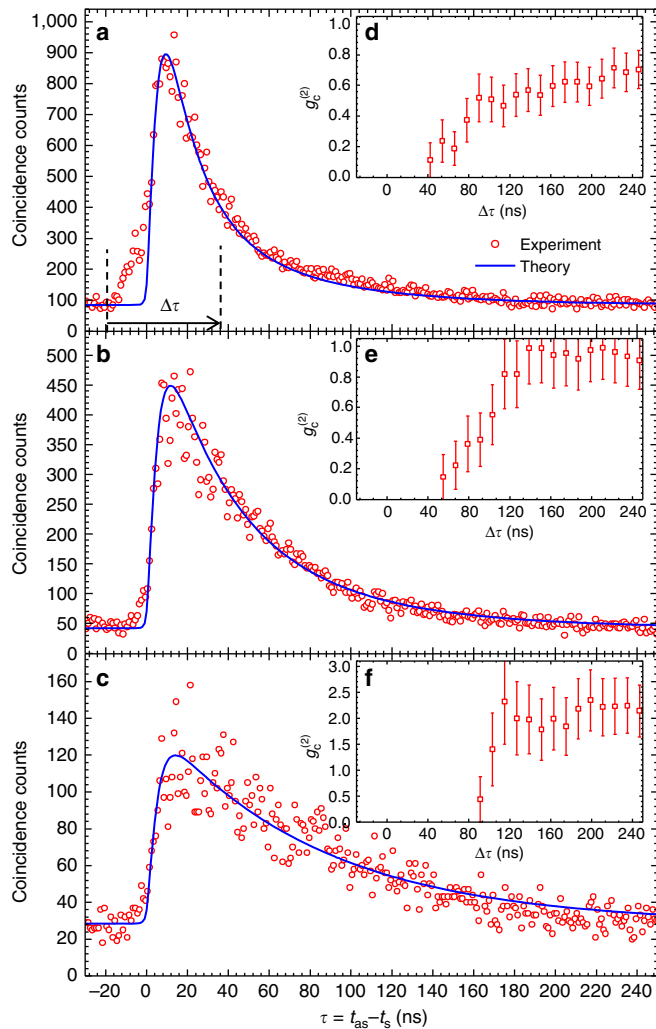 a
1,000
900
800
700
600
500
400
300
200
100
0
Coincidence counts
Δτ
d
1.0
0.8
0.6
0.4
0.2
0.0
g_c^(2)
0 40 80 120 160 200 240
Δτ (ns)
Experiment
Theory
b
500
450
400
350
300
250
200
150
100
50
0
Coincidence counts
e
1.0
0.8
0.6
0.4
0.2
0.0
g_c^(2)
0 40 80 120 160 200 240
Δτ (ns)
c
160
140
120
100
80
60
40
20
0
Coincidence counts
f
3.0
2.5
2.0
1.5
1.0
0.5
0.0
g_c^(2)
0 40 80 120 160 200 240
Δτ (ns)
−20 0 20 40 60 80 100 120 140 160 180 200 220 240
τ = t_as–t_s (ns)